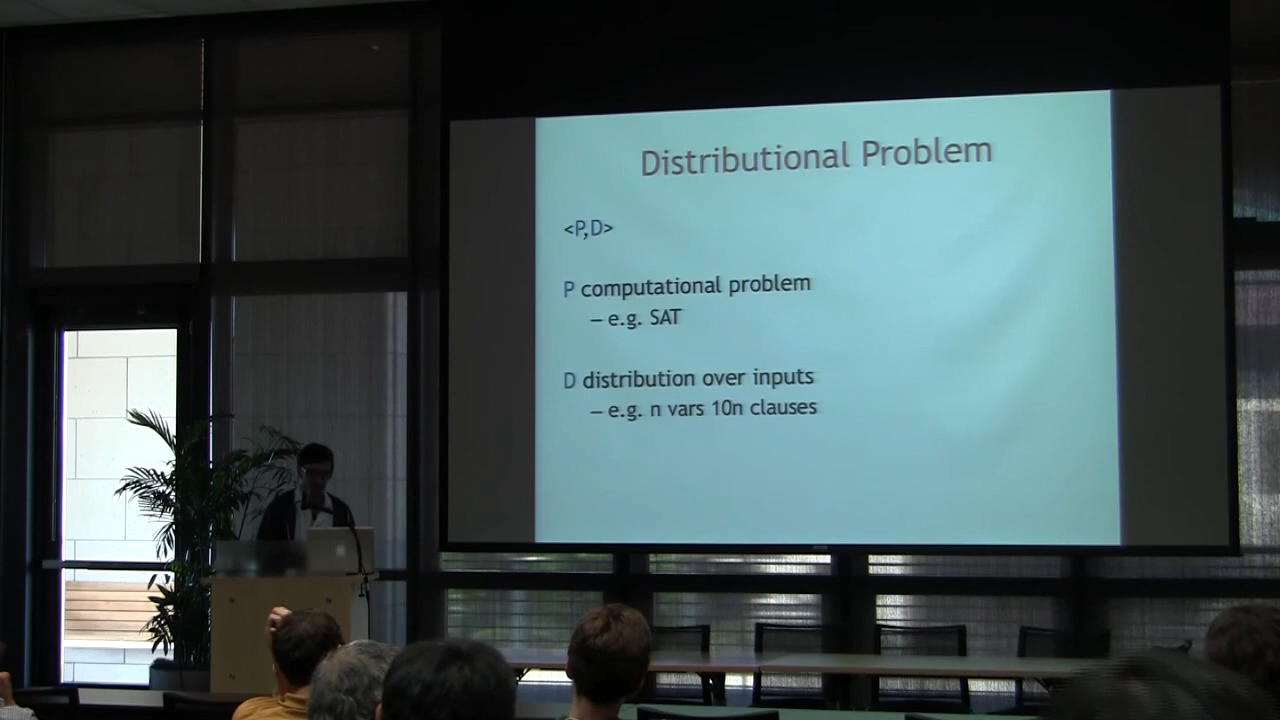 Distributional Problem
<P,D>
P computational problem
– e.g. SAT
D distribution over inputs
– e.g. n vars 10n clauses